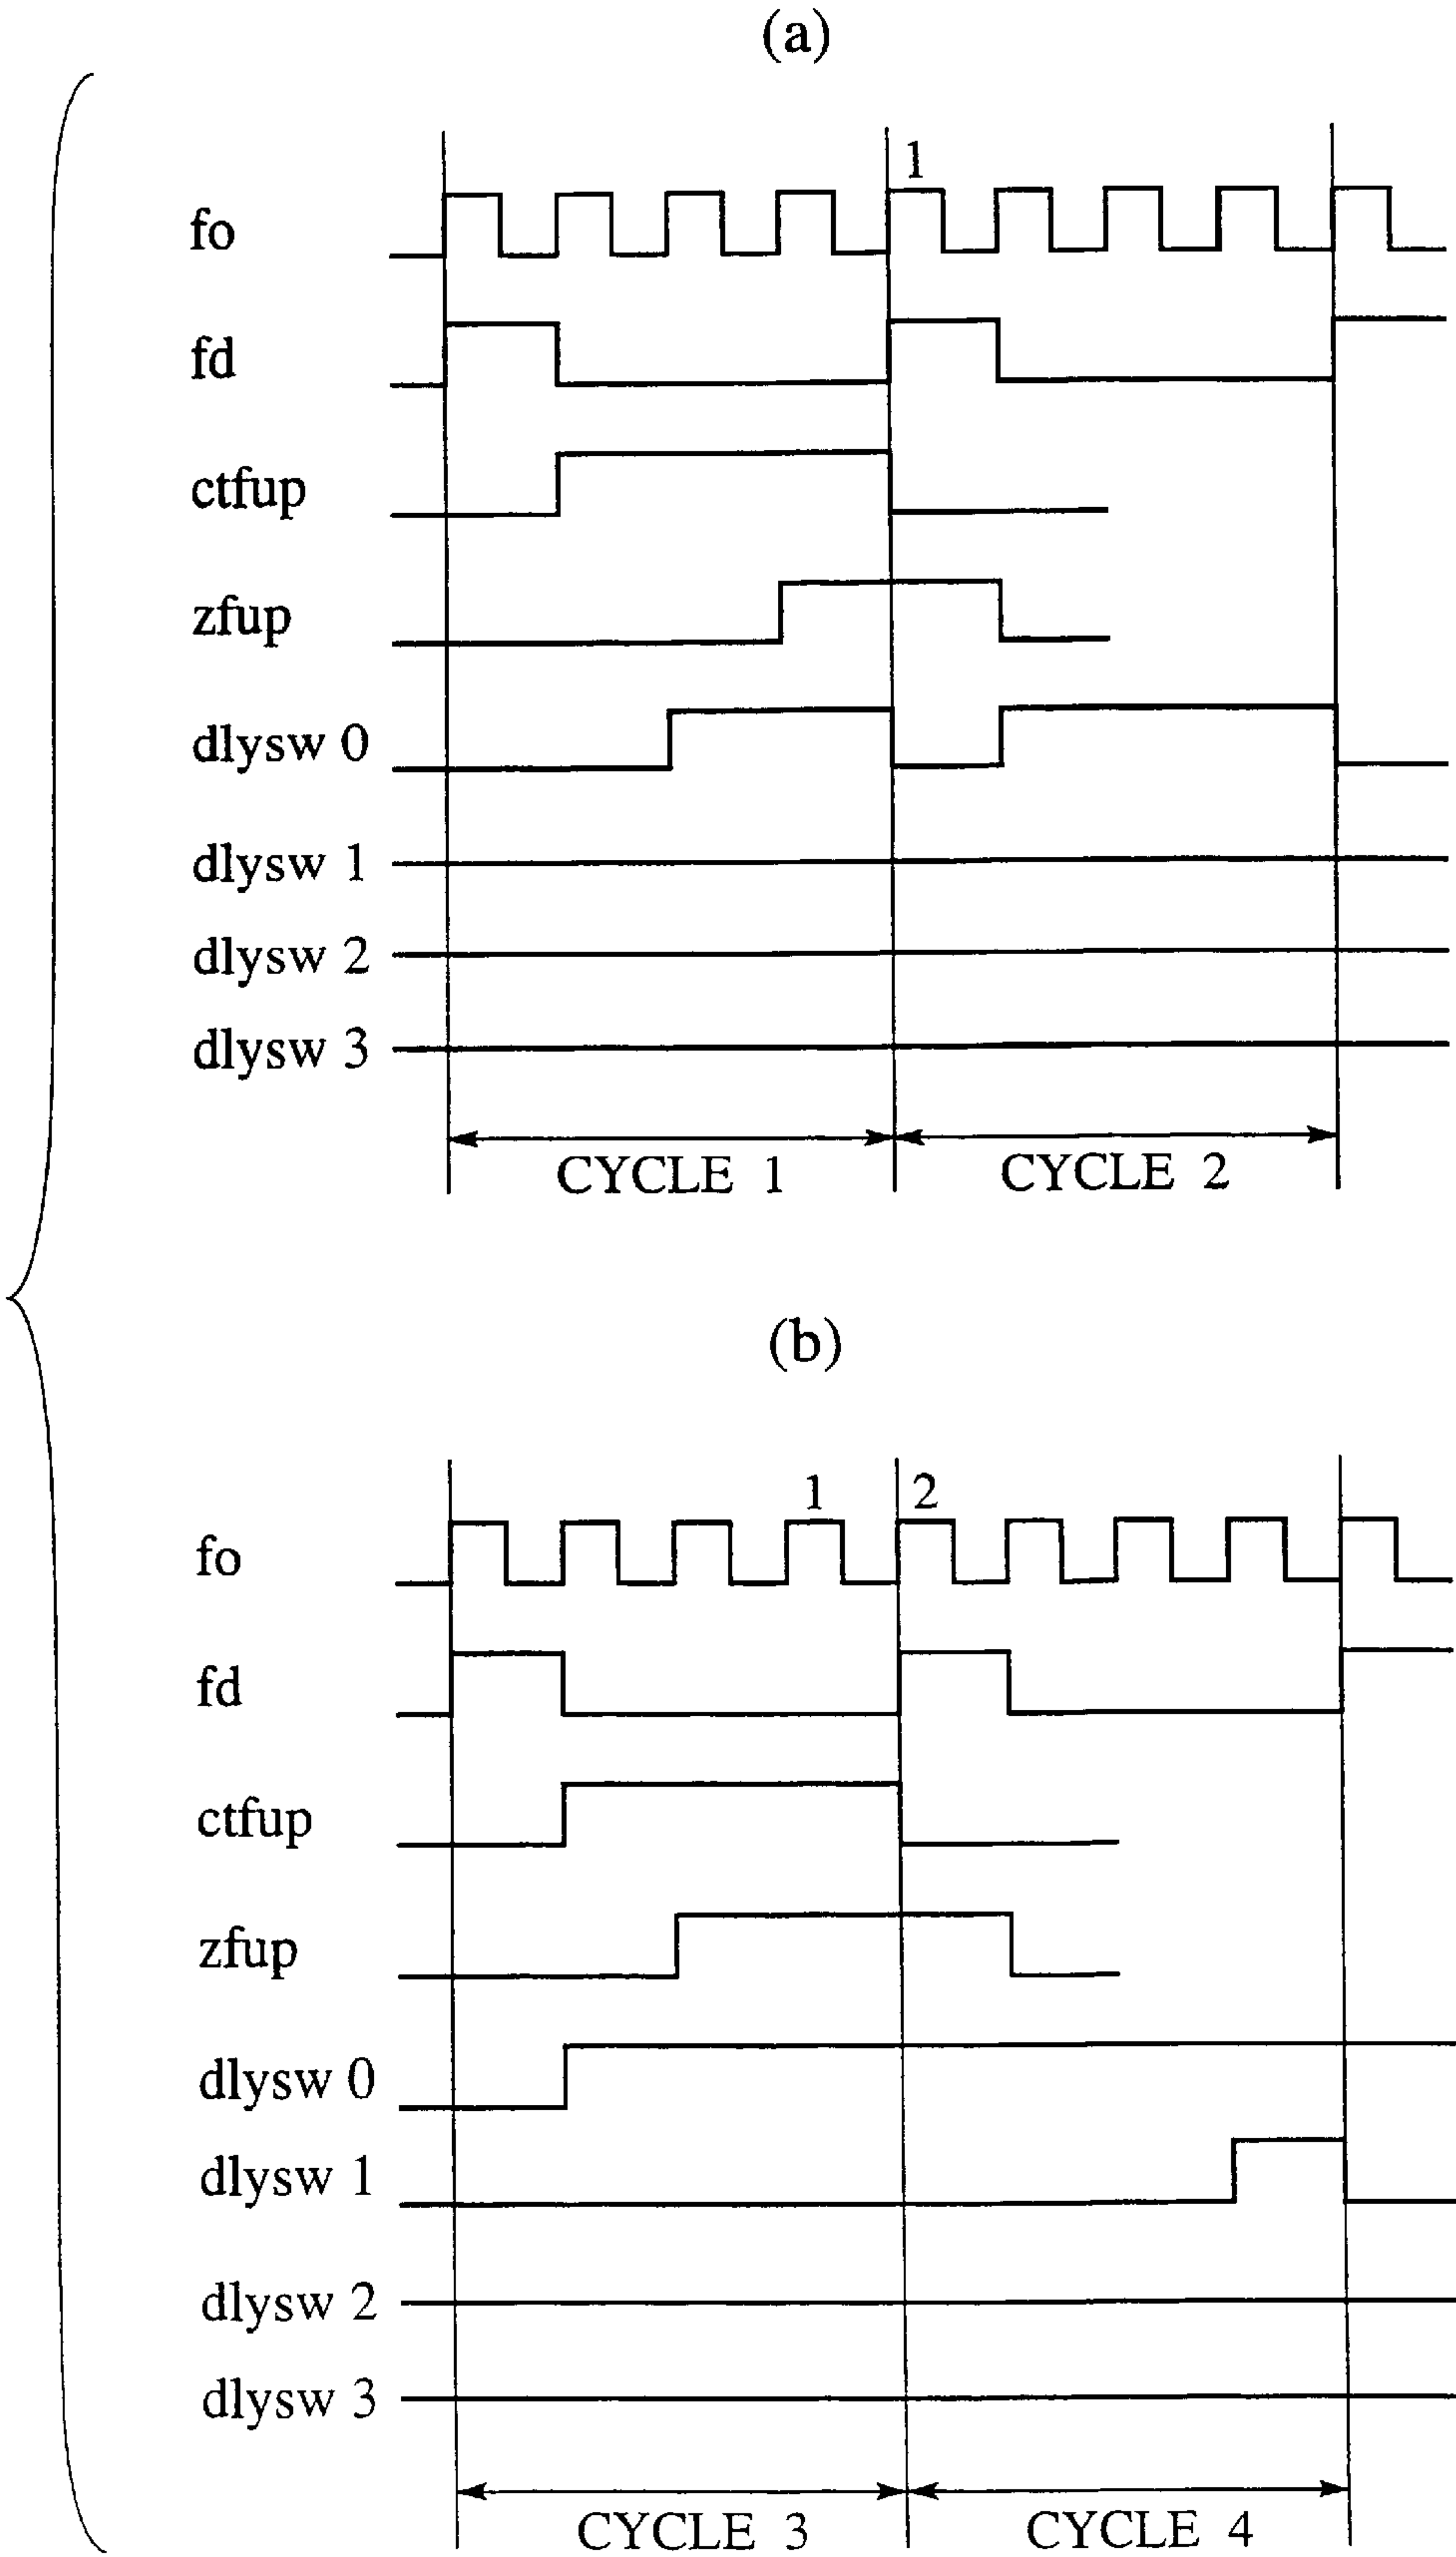 (a)
1
fo
fd
ctfup
zfup
dlysw 0
dlysw 1
dlysw 2
dlysw 3
CYCLE 1 CYCLE 2
(b)
1 2
fo
fd
ctfup
zfup
dlysw 0
dlysw 1
dlysw 2
dlysw 3
CYCLE 3 CYCLE 4